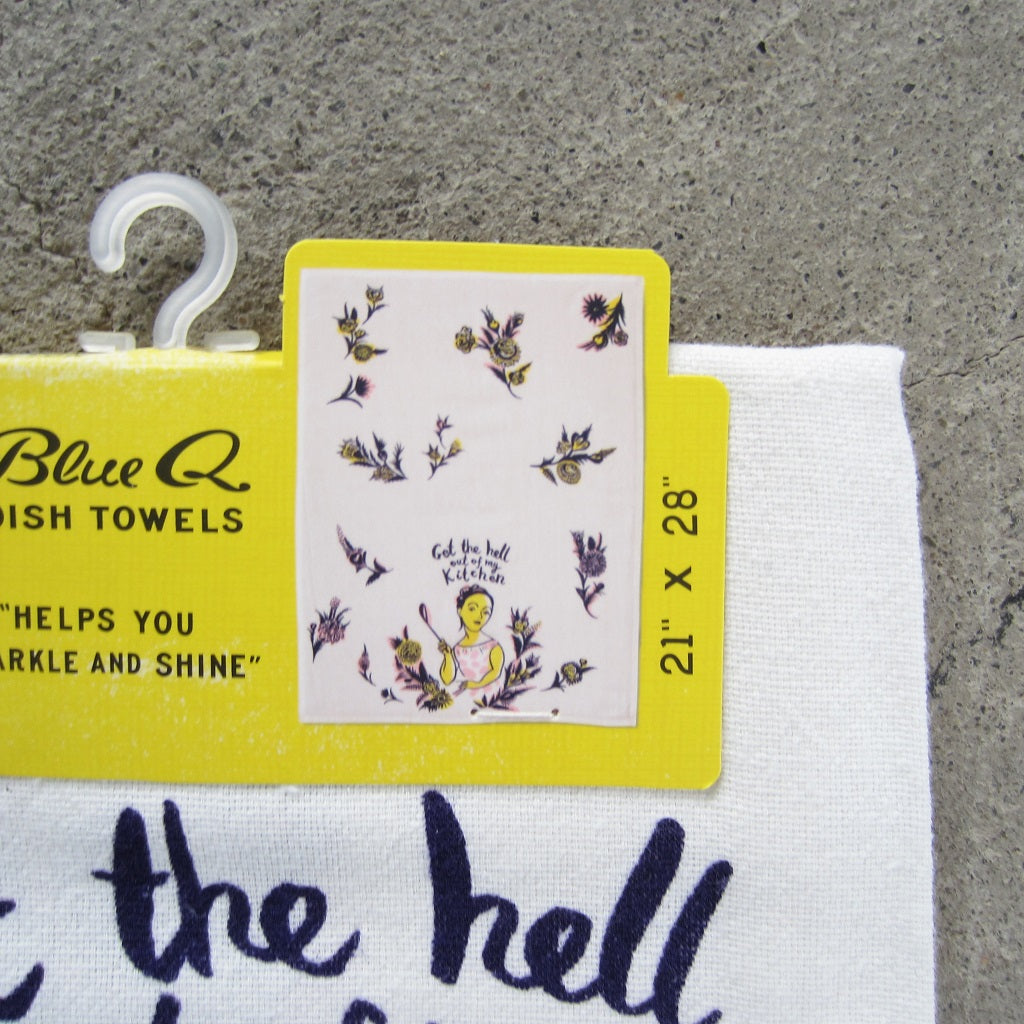 Blue Q
DISH TOWELS
"HELPS YOU
ARKLE AND SHINE"
Get the hell
out of my
Kitchen
21" X 28"
the hell